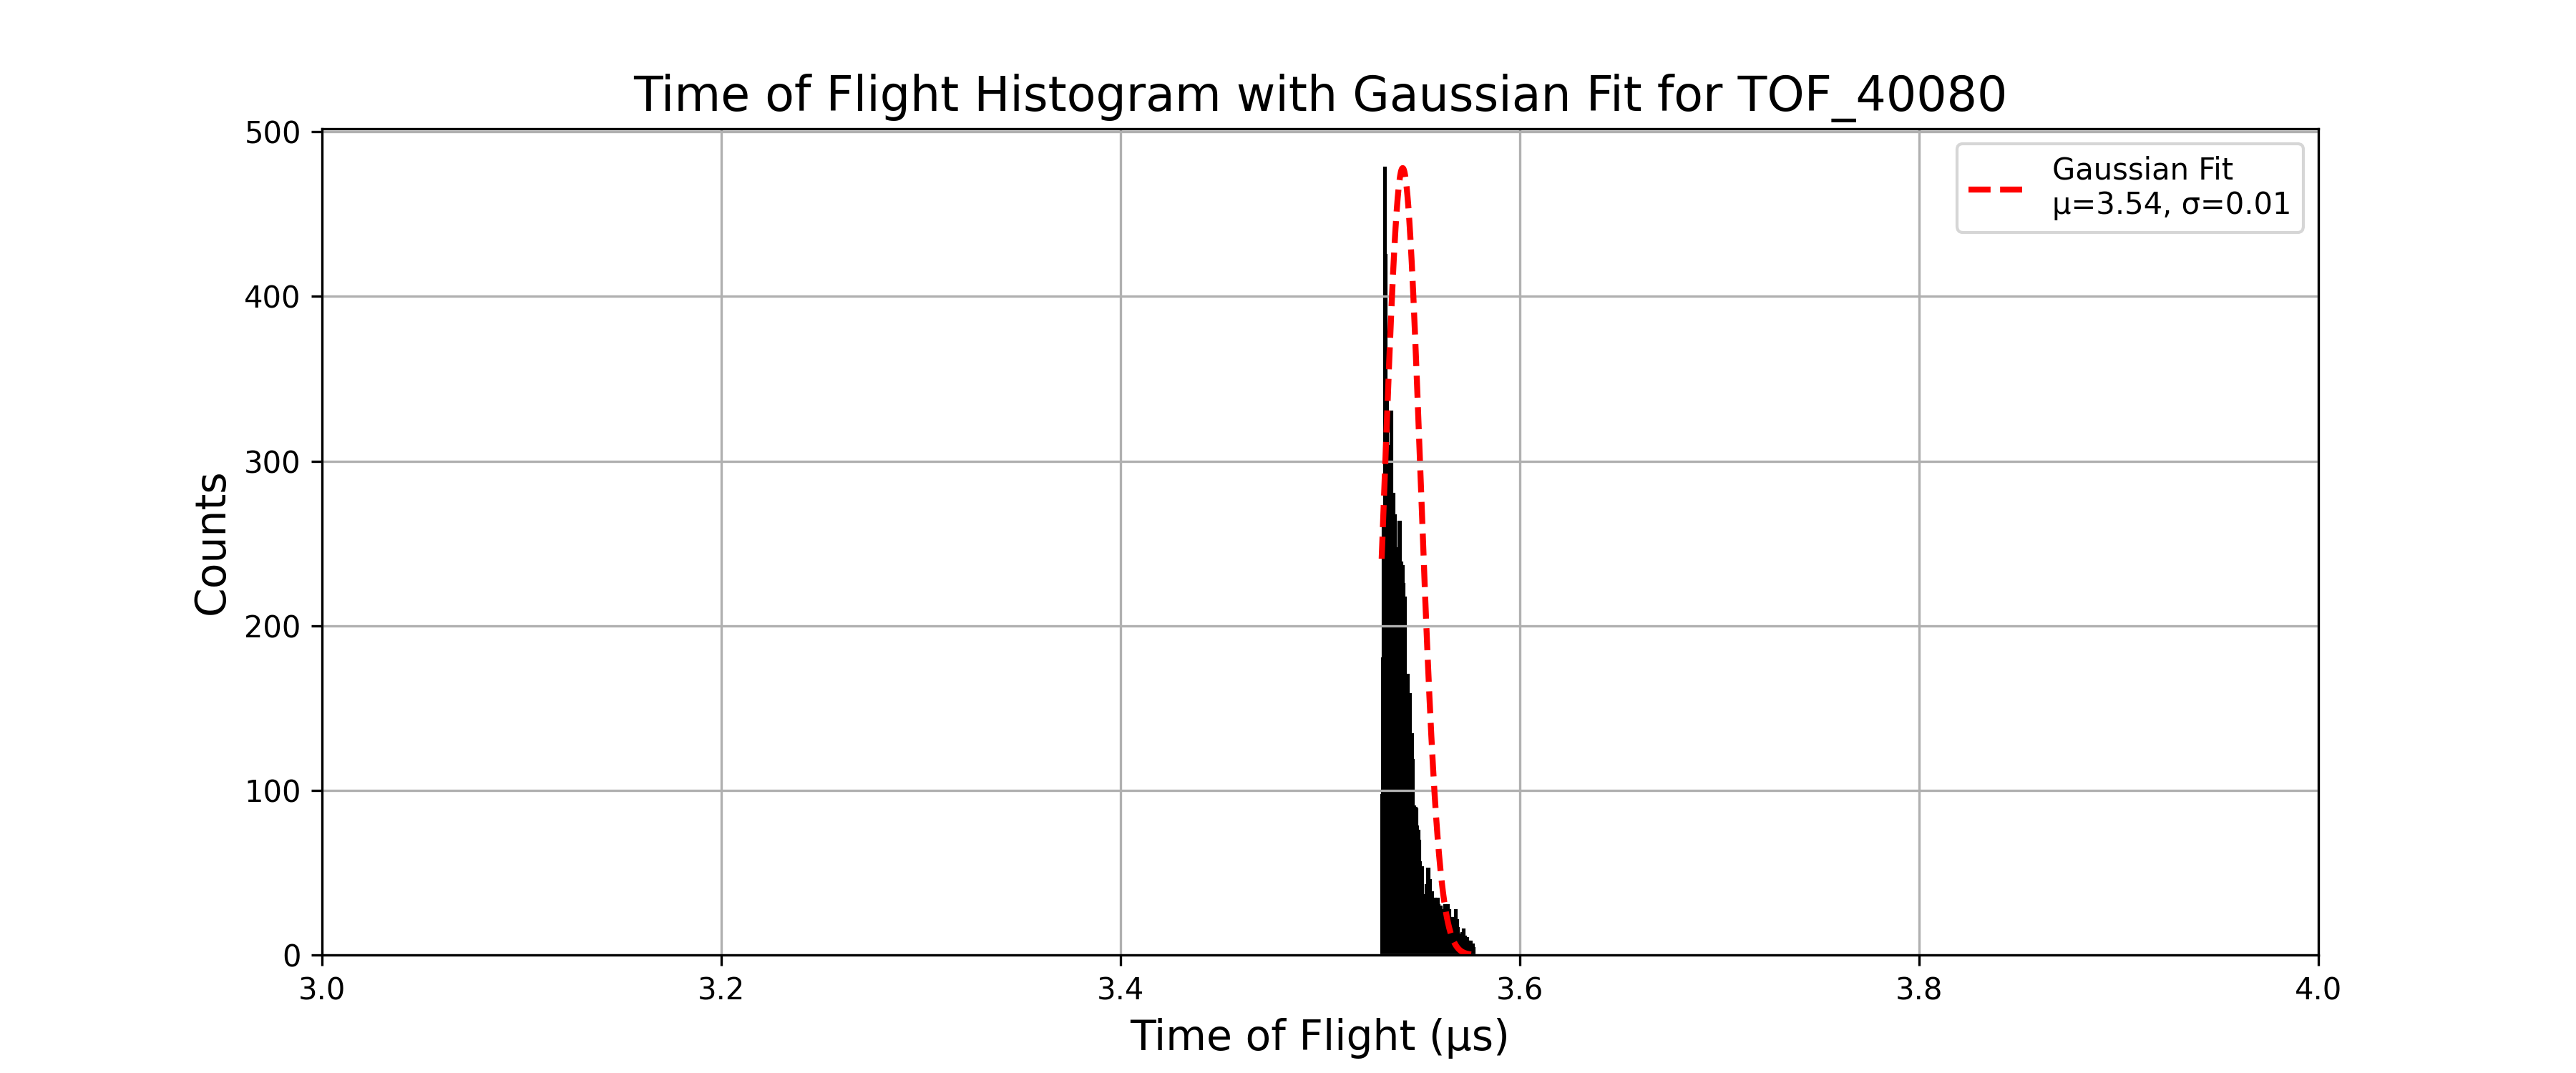 Time of Flight Histogram with Gaussian Fit for TOF_40080
500
400
300
200
100
0
Counts
Gaussian Fit
μ=3.54, σ=0.01
3.0 3.2 3.4 3.6 3.8 4.0
Time of Flight (μs)